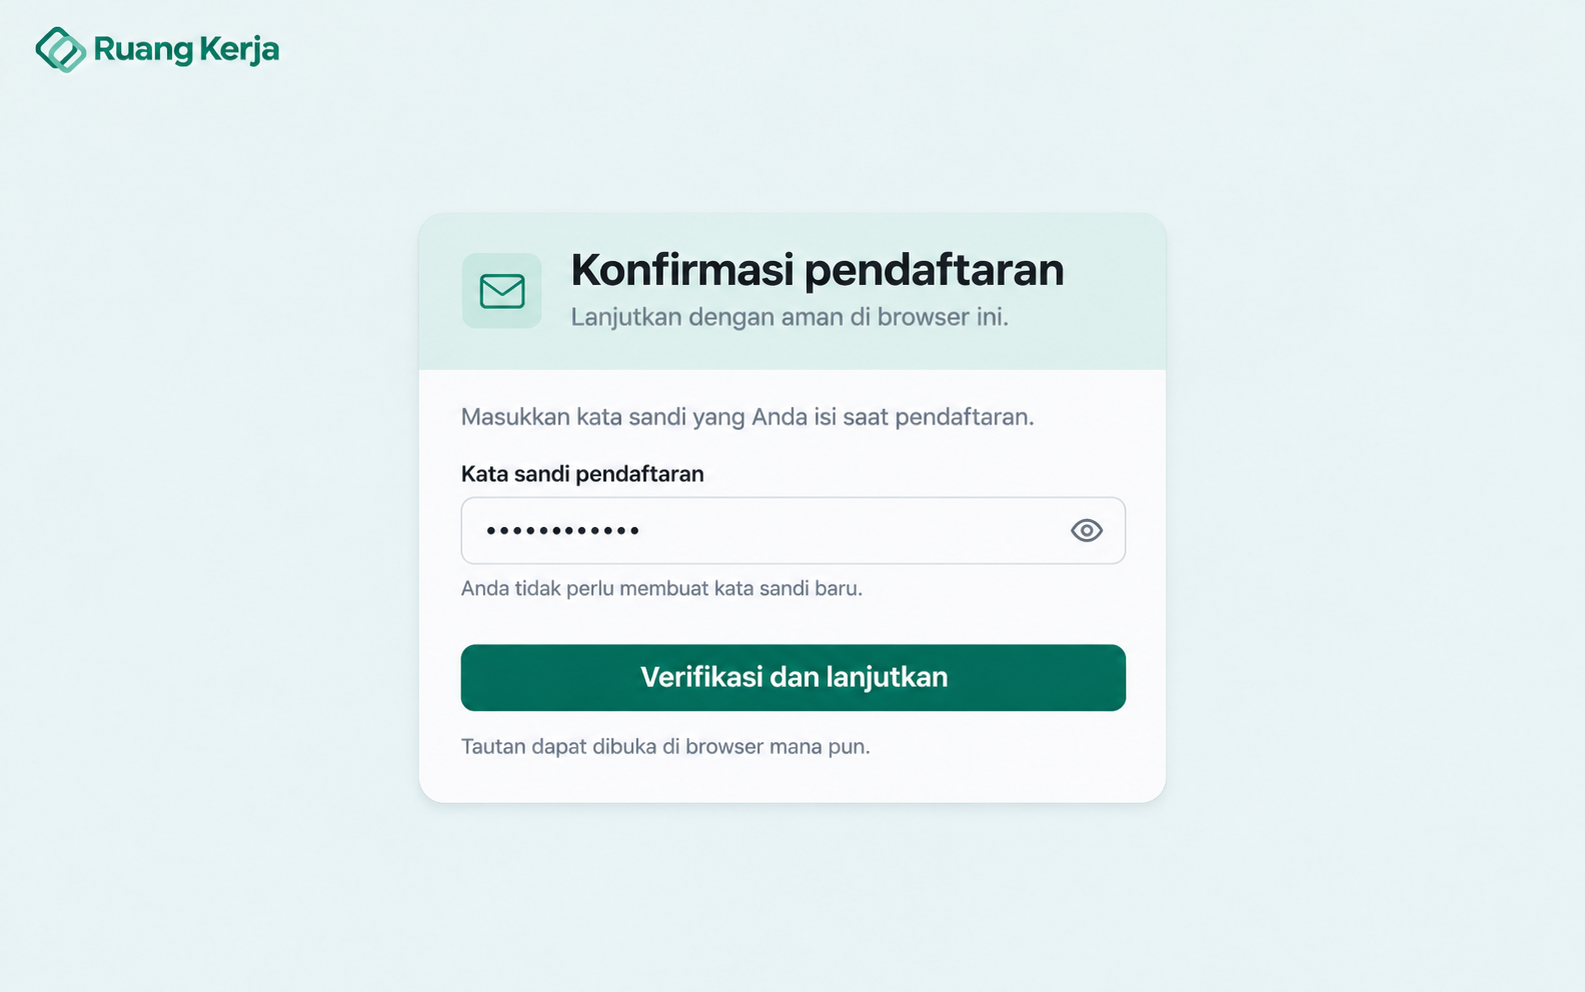 Ruang Kerja
Konfirmasi pendaftaran
Lanjutkan dengan aman di browser ini.
Masukkan kata sandi yang Anda isi saat pendaftaran.
Kata sandi pendaftaran
••••••••••••
Anda tidak perlu membuat kata sandi baru.
Verifikasi dan lanjutkan
Tautan dapat dibuka di browser mana pun.